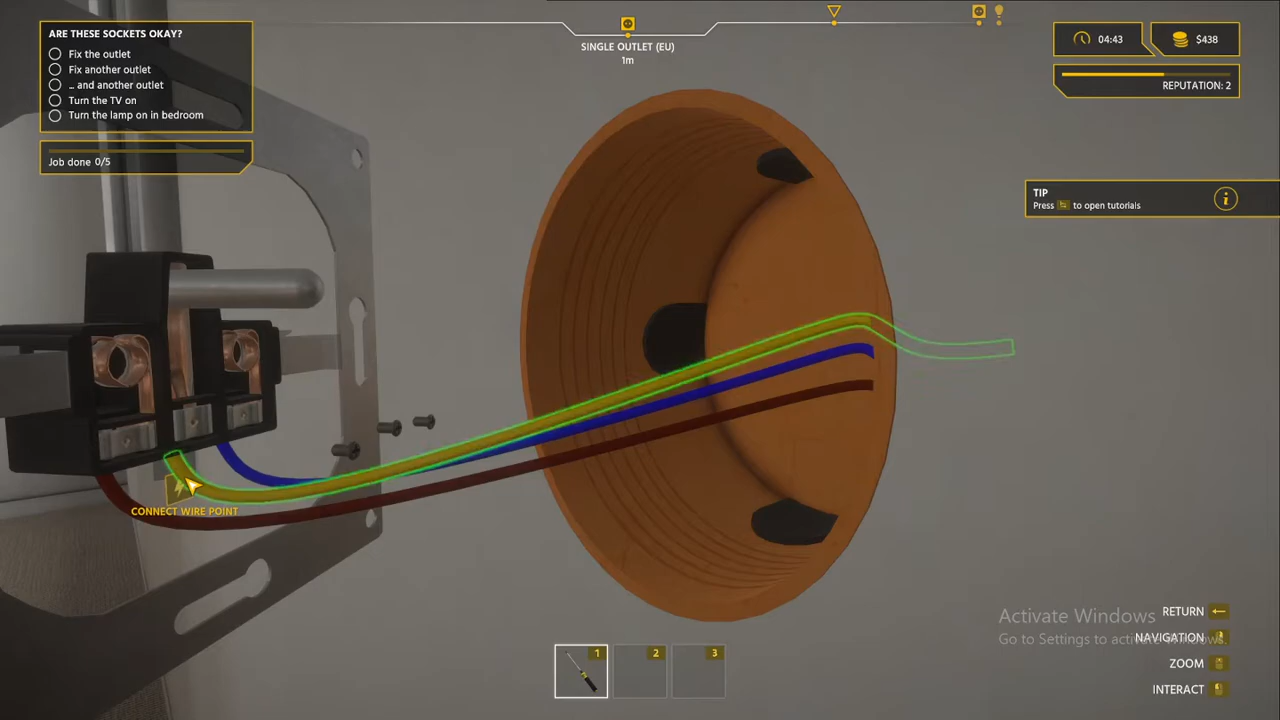 ARE THESE SOCKETS OKAY?
Fix the outlet
Fix another outlet
... and another outlet
Turn the TV on
Turn the lamp on in bedroom
Job done 0/5
SINGLE OUTLET (EU)
1m
04:43
$438
REPUTATION: 2
TIP
Press to open tutorials
CONNECT WIRE POINT
Activate Windows
Go to Settings to activate Windows.
RETURN
NAVIGATION
ZOOM
INTERACT
1
2
3